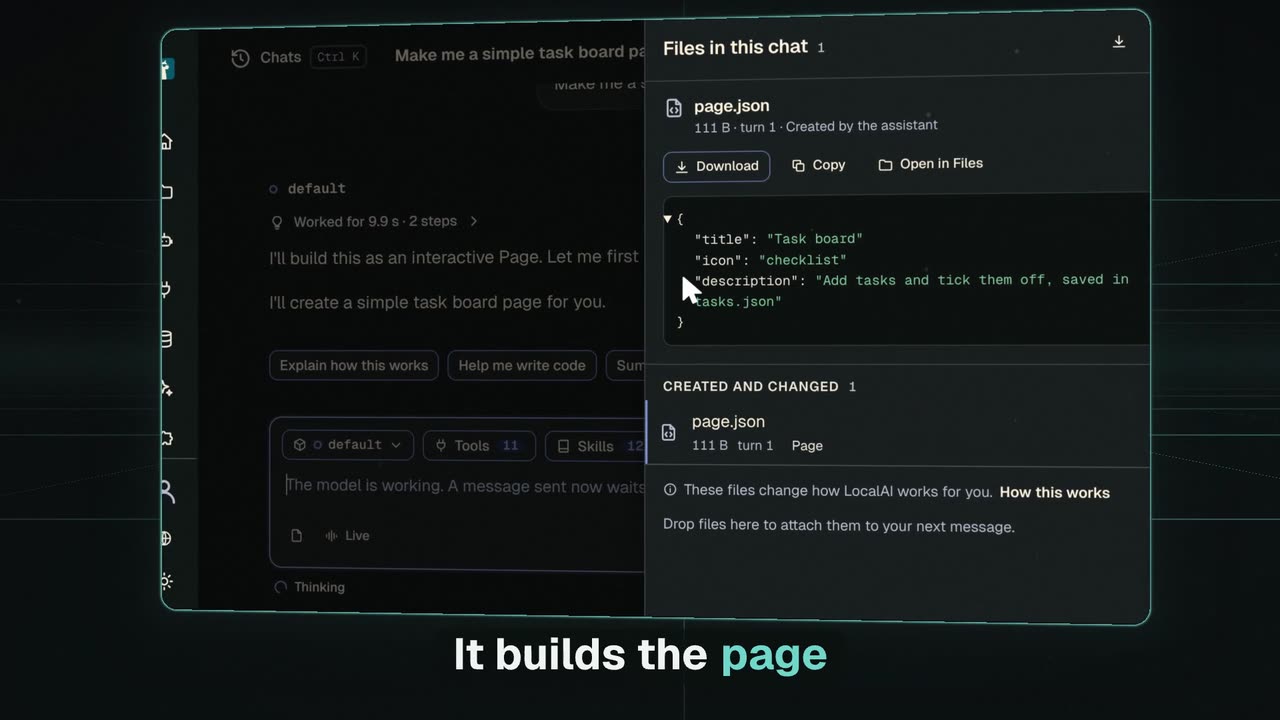 Chats Ctrl K
Make me a simple task board pa
Make me a s
default
Worked for 9.9 s · 2 steps
I'll build this as an interactive Page. Let me first
I'll create a simple task board page for you.
Explain how this works
Help me write code
Sum
default
Tools 11
Skills 12
The model is working. A message sent now waits
Live
Thinking
Files in this chat 1
page.json
111 B · turn 1 · Created by the assistant
Download
Copy
Open in Files
{
"title": "Task board"
"icon": "checklist"
"description": "Add tasks and tick them off, saved in
tasks.json"
}
CREATED AND CHANGED 1
page.json
111 B turn 1 Page
These files change how LocalAI works for you. How this works
Drop files here to attach them to your next message.
It builds the page